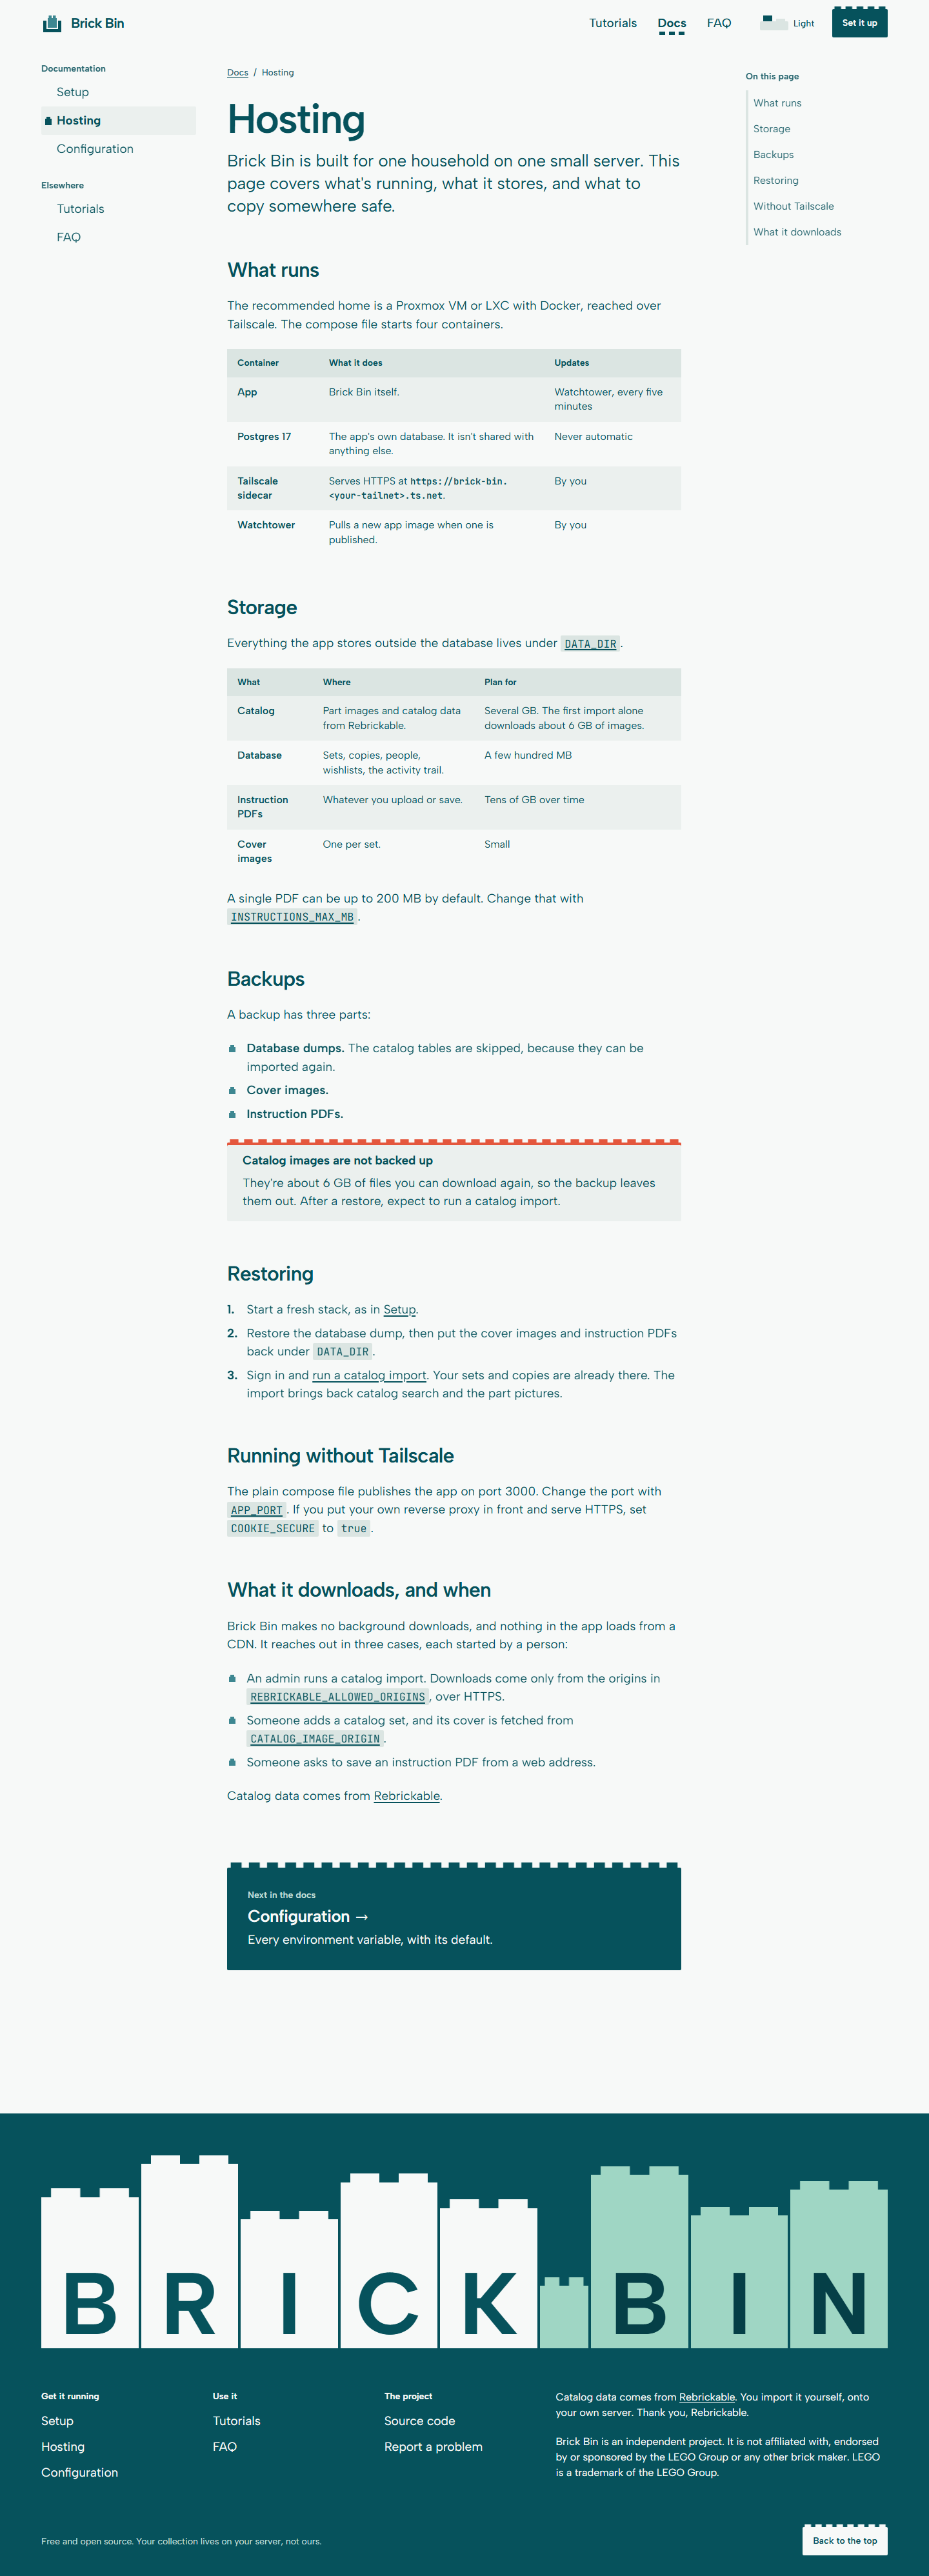 Brick Bin
Tutorials
Docs
FAQ
Light
Set it up
Documentation
Setup
Hosting
Configuration
Elsewhere
Tutorials
FAQ
Docs / Hosting
Hosting
Brick Bin is built for one household on one small server. This
page covers what's running, what it stores, and what to
copy somewhere safe.
On this page
What runs
Storage
Backups
Restoring
Without Tailscale
What it downloads
What runs
The recommended home is a Proxmox VM or LXC with Docker, reached over
Tailscale. The compose file starts four containers.
Container What it does Updates
App Brick Bin itself. Watchtower, every five
minutes
Postgres 17 The app's own database. It isn't shared with Never automatic
anything else.
Tailscale Serves HTTPS at https://brick-bin. By you
sidecar <your-tailnet>.ts.net.
Watchtower Pulls a new app image when one is By you
published.
Storage
Everything the app stores outside the database lives under DATA_DIR.
What Where Plan for
Catalog Part images and catalog data Several GB. The first import alone
from Rebrickable. downloads about 6 GB of images.
Database Sets, copies, people, A few hundred MB
wishlists, the activity trail.
Instruction Whatever you upload or save. Tens of GB over time
PDFs
Cover One per set. Small
images
A single PDF can be up to 200 MB by default. Change that with
INSTRUCTIONS_MAX_MB.
Backups
A backup has three parts:
Database dumps. The catalog tables are skipped, because they can be
imported again.
Cover images.
Instruction PDFs.
Catalog images are not backed up
They're about 6 GB of files you can download again, so the backup leaves
them out. After a restore, expect to run a catalog import.
Restoring
1. Start a fresh stack, as in Setup.
2. Restore the database dump, then put the cover images and instruction PDFs
back under DATA_DIR.
3. Sign in and run a catalog import. Your sets and copies are already there. The
import brings back catalog search and the part pictures.
Running without Tailscale
The plain compose file publishes the app on port 3000. Change the port with
APP_PORT. If you put your own reverse proxy in front and serve HTTPS, set
COOKIE_SECURE to true.
What it downloads, and when
Brick Bin makes no background downloads, and nothing in the app loads from a
CDN. It reaches out in three cases, each started by a person:
An admin runs a catalog import. Downloads come only from the origins in
REBRICKABLE_ALLOWED_ORIGINS, over HTTPS.
Someone adds a catalog set, and its cover is fetched from
CATALOG_IMAGE_ORIGIN.
Someone asks to save an instruction PDF from a web address.
Catalog data comes from Rebrickable.
Next in the docs
Configuration →
Every environment variable, with its default.
BRICK BIN
Get it running
Setup
Hosting
Configuration
Use it
Tutorials
FAQ
The project
Source code
Report a problem
Catalog data comes from Rebrickable. You import it yourself, onto
your own server. Thank you, Rebrickable.
Brick Bin is an independent project. It is not affiliated with, endorsed
by or sponsored by the LEGO Group or any other brick maker. LEGO
is a trademark of the LEGO Group.
Free and open source. Your collection lives on your server, not ours.
Back to the top